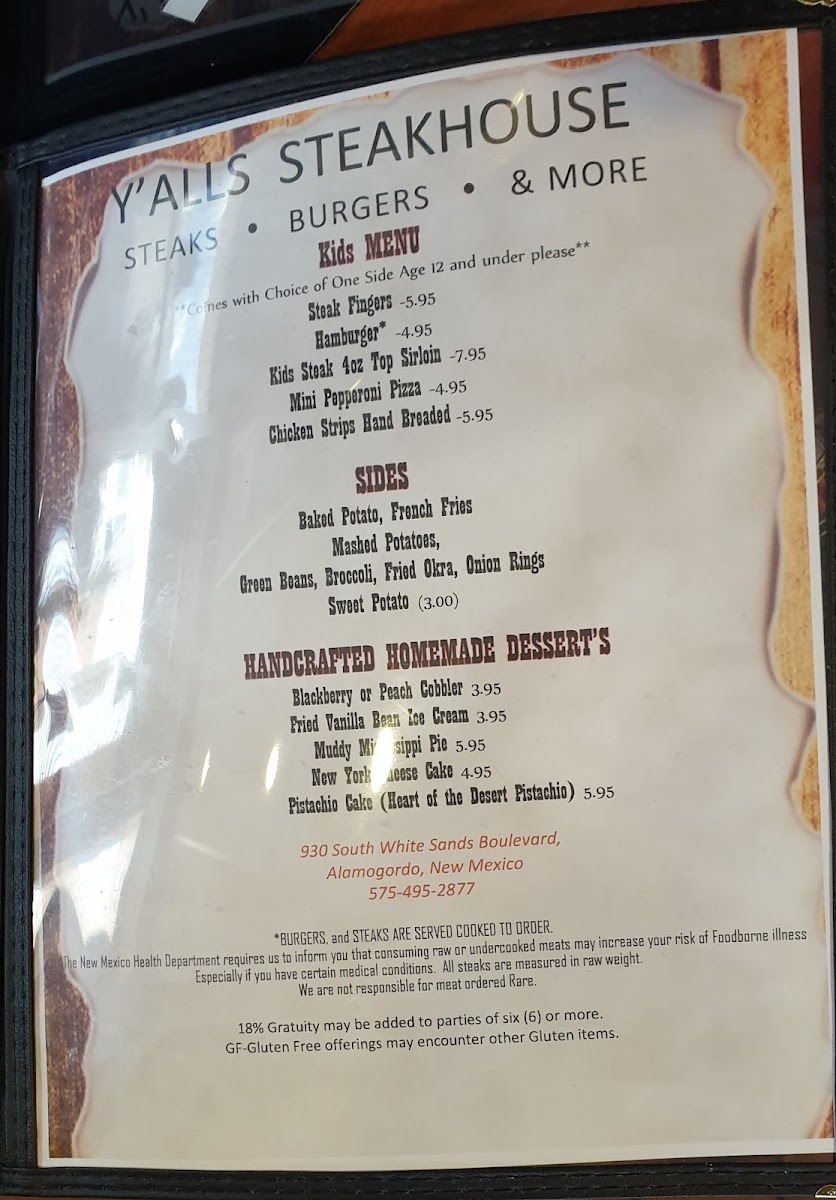 Y'ALLS STEAKHOUSE
STEAKS • BURGERS • & MORE
Kids MENU
**Comes with Choice of One Side Age 12 and under please**
Steak Fingers -5.95
Hamburger* -4.95
Kids Steak 4oz Top Sirloin -7.95
Mini Pepperoni Pizza -4.95
Chicken Strips Hand Breaded -5.95
SIDES
Baked Potato, French Fries
Mashed Potatoes,
Green Beans, Broccoli, Fried Okra, Onion Rings
Sweet Potato (3.00)
HANDCRAFTED HOMEMADE DESSERT'S
Blackberry or Peach Cobbler 3.95
Fried Vanilla Bean Ice Cream 3.95
Muddy Mississippi Pie 5.95
New York Cheese Cake 4.95
Pistachio Cake (Heart of the Desert Pistachio) 5.95
930 South White Sands Boulevard,
Alamogordo, New Mexico
575-495-2877
*BURGERS, and STEAKS ARE SERVED COOKED TO ORDER.
The New Mexico Health Department requires us to inform you that consuming raw or undercooked meats may increase your risk of Foodborne illness
Especially if you have certain medical conditions. All steaks are measured in raw weight.
We are not responsible for meat ordered Rare.
18% Gratuity may be added to parties of six (6) or more.
GF-Gluten Free offerings may encounter other Gluten items.